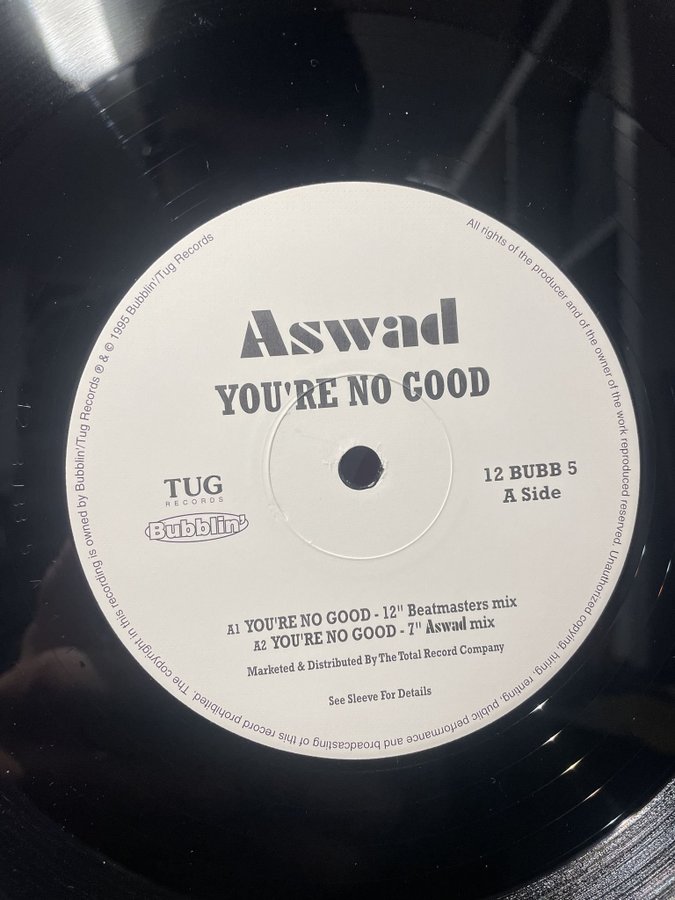 Aswad
YOU'RE NO GOOD
TUG
RECORDS
Bubblin'
12 BUBB 5
A Side
A1 YOU'RE NO GOOD - 12" Beatmasters mix
A2 YOU'RE NO GOOD - 7" Aswad mix
Marketed & Distributed By The Total Record Company
See Sleeve For Details
All rights of the producer and of the owner of the work reproduced reserved. Unauthorized copying, hiring, renting, public performance and broadcasting of this record prohibited. The copyright in this recording is owned by Bubblin'/Tug Records ℗ & © 1995 Bubblin'/Tug Records